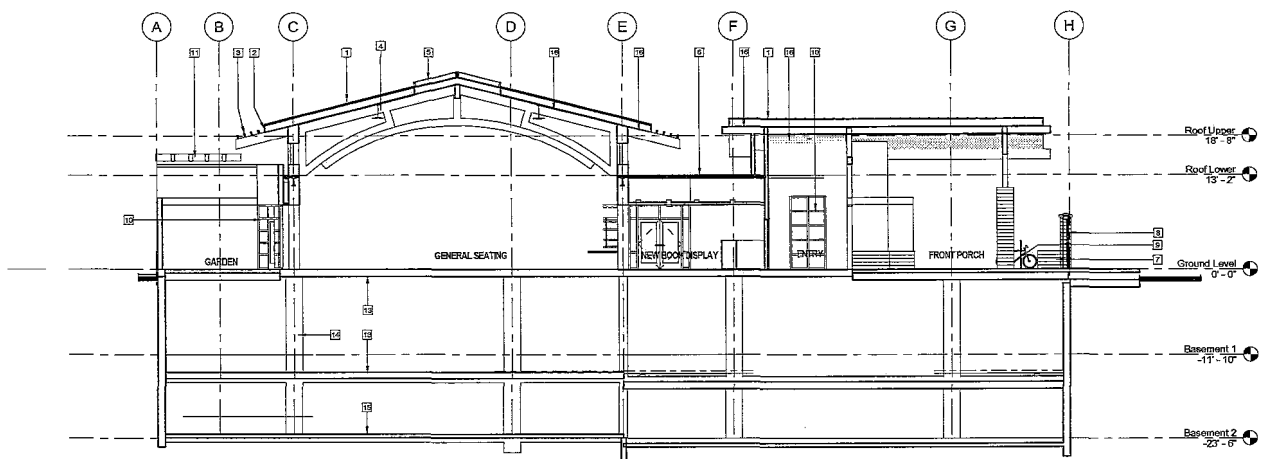 A B C D E F G H
11 3 2 1 4 5 16 16 6 16 1 16 10
Roof Upper
18' - 8"
Roof Lower
13' - 2"
10
8
9
7
GARDEN GENERAL SEATING NEW BOOK DISPLAY ENTRY FRONT PORCH
Ground Level
0' - 0"
13
14
Basement 1
-11' - 10"
15
Basement 2
-23' - 6"